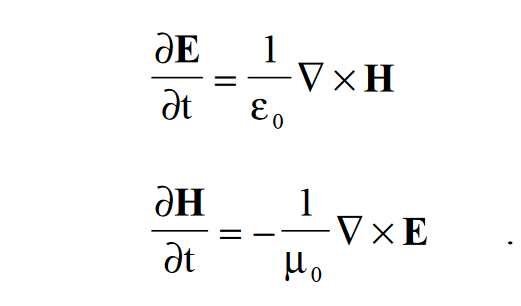 ∂E/∂t = 1/ε₀ ∇ × H
∂H/∂t = − 1/μ₀ ∇ × E .